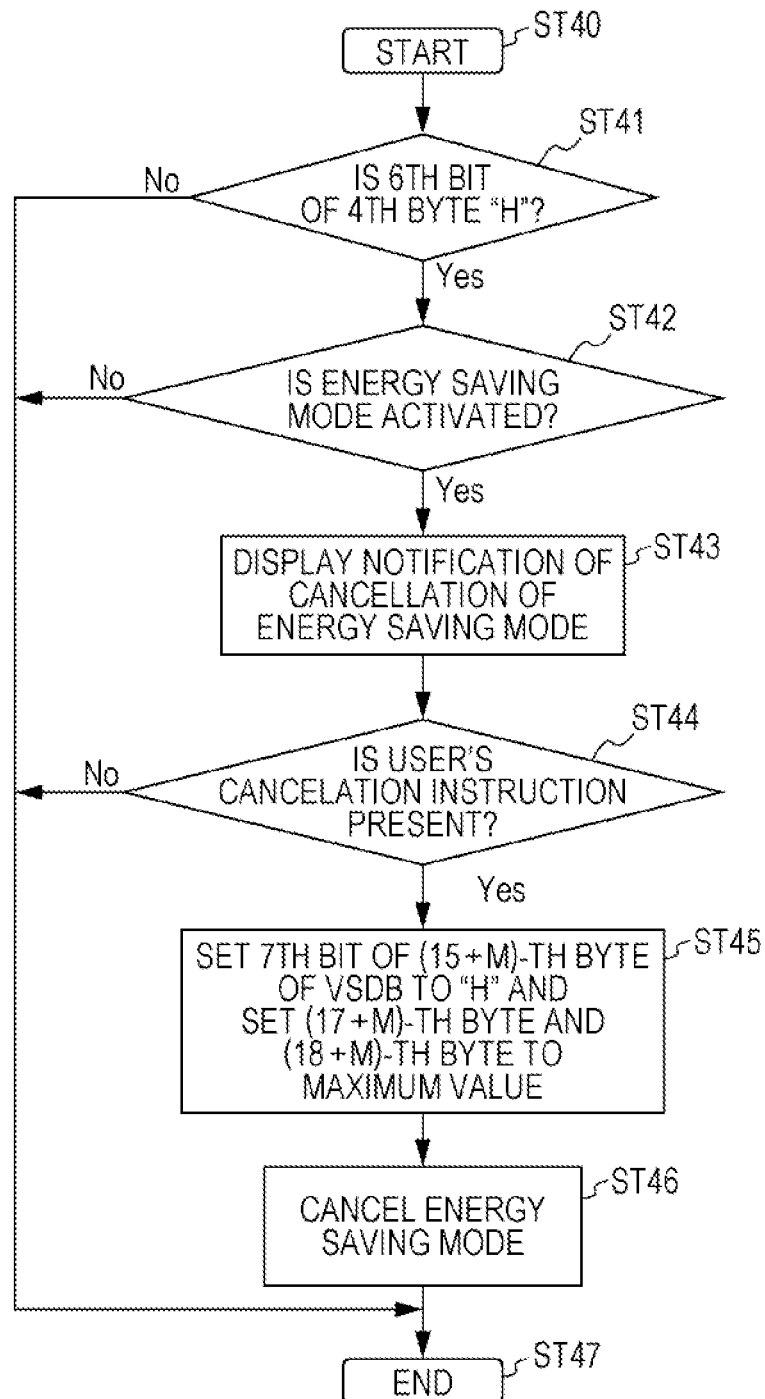 ST40
START
ST41
No
IS 6TH BIT
OF 4TH BYTE "H"?
Yes
ST42
No
IS ENERGY SAVING
MODE ACTIVATED?
Yes
ST43
DISPLAY NOTIFICATION OF
CANCELLATION OF
ENERGY SAVING MODE
ST44
No
IS USER'S
CANCELATION INSTRUCTION
PRESENT?
Yes
ST45
SET 7TH BIT OF (15+M)-TH BYTE
OF VSDB TO "H" AND
SET (17+M)-TH BYTE AND
(18+M)-TH BYTE TO
MAXIMUM VALUE
ST46
CANCEL ENERGY
SAVING MODE
ST47
END